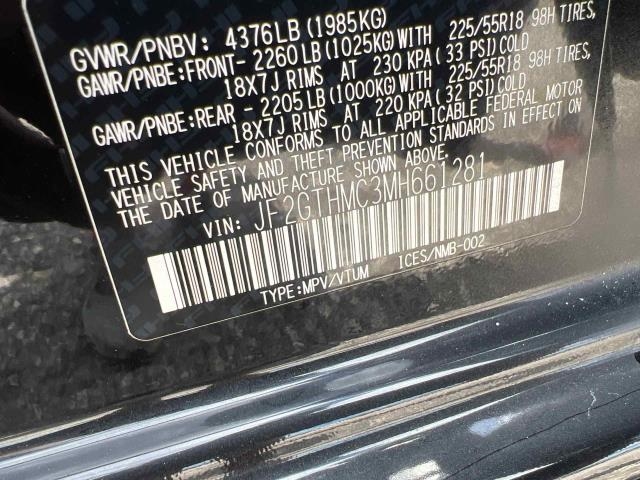 GVWR/PNBV: 4376LB (1985KG)
GAWR/PNBE:FRONT- 2260LB (1025KG)WITH 225/55R18 98H TIRES,
18X7J RIMS AT 230 KPA (33 PSI)COLD
GAWR/PNBE:REAR - 2205LB (1000KG)WITH 225/55R18 98H TIRES,
18X7J RIMS AT 220 KPA (32 PSI)COLD
THIS VEHICLE CONFORMS TO ALL APPLICABLE FEDERAL MOTOR
VEHICLE SAFETY AND THEFT PREVENTION STANDARDS IN EFFECT ON
THE DATE OF MANUFACTURE SHOWN ABOVE.
VIN: JF2GTHMC3MH661281
TYPE:MPV/VTUM ICES/NMB-002